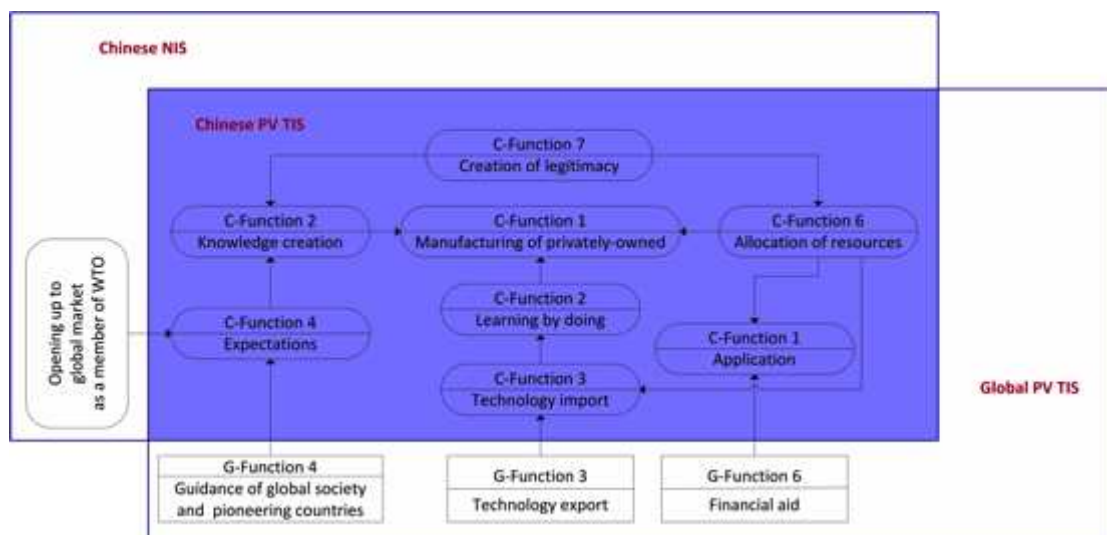 Chinese NIS
Chinese PV TIS
C-Function 7
Creation of legitimacy
C-Function 2
Knowledge creation
C-Function 1
Manufacturing of privately-owned
C-Function 6
Allocation of resources
Opening up to
global market
as a member of WTO
C-Function 4
Expectations
C-Function 2
Learning by doing
C-Function 1
Application
C-Function 3
Technology import
Global PV TIS
G-Function 4
Guidance of global society
and pioneering countries
G-Function 3
Technology export
G-Function 6
Financial aid